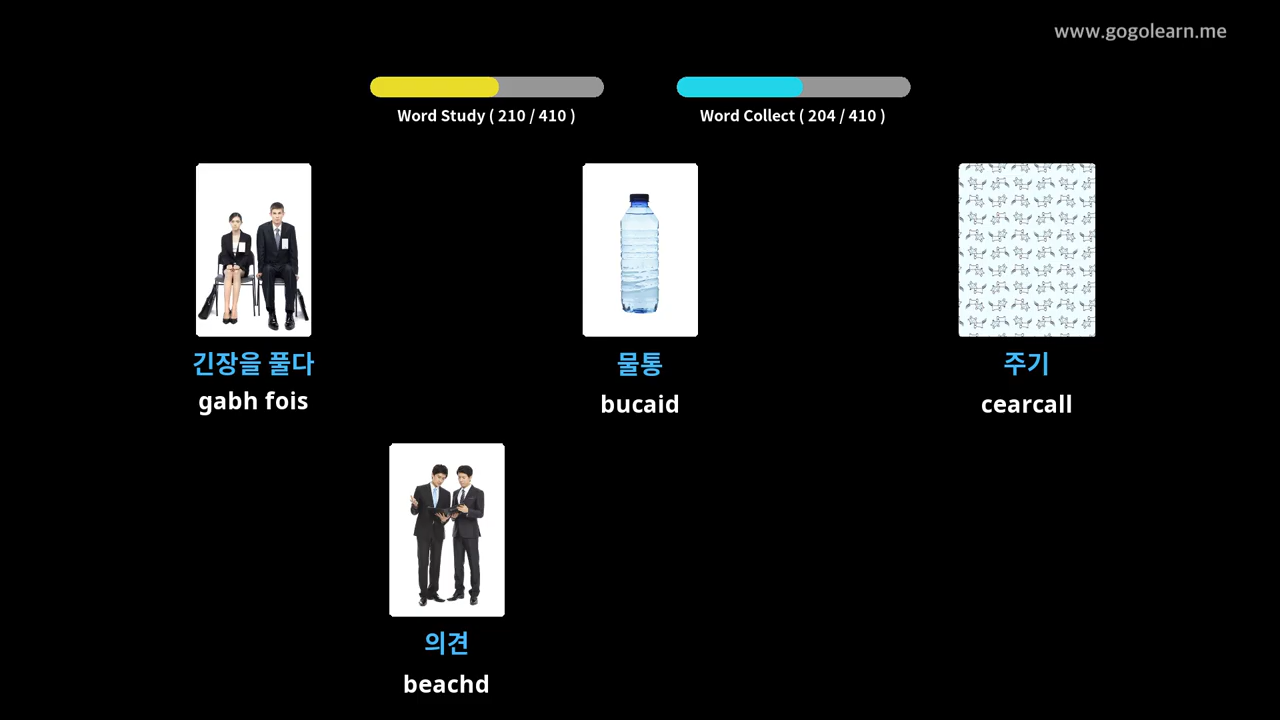 www.gogolearn.me
Word Study ( 210 / 410 )
Word Collect ( 204 / 410 )
긴장을 풀다
gabh fois
물통
bucaid
주기
cearcall
의견
beachd